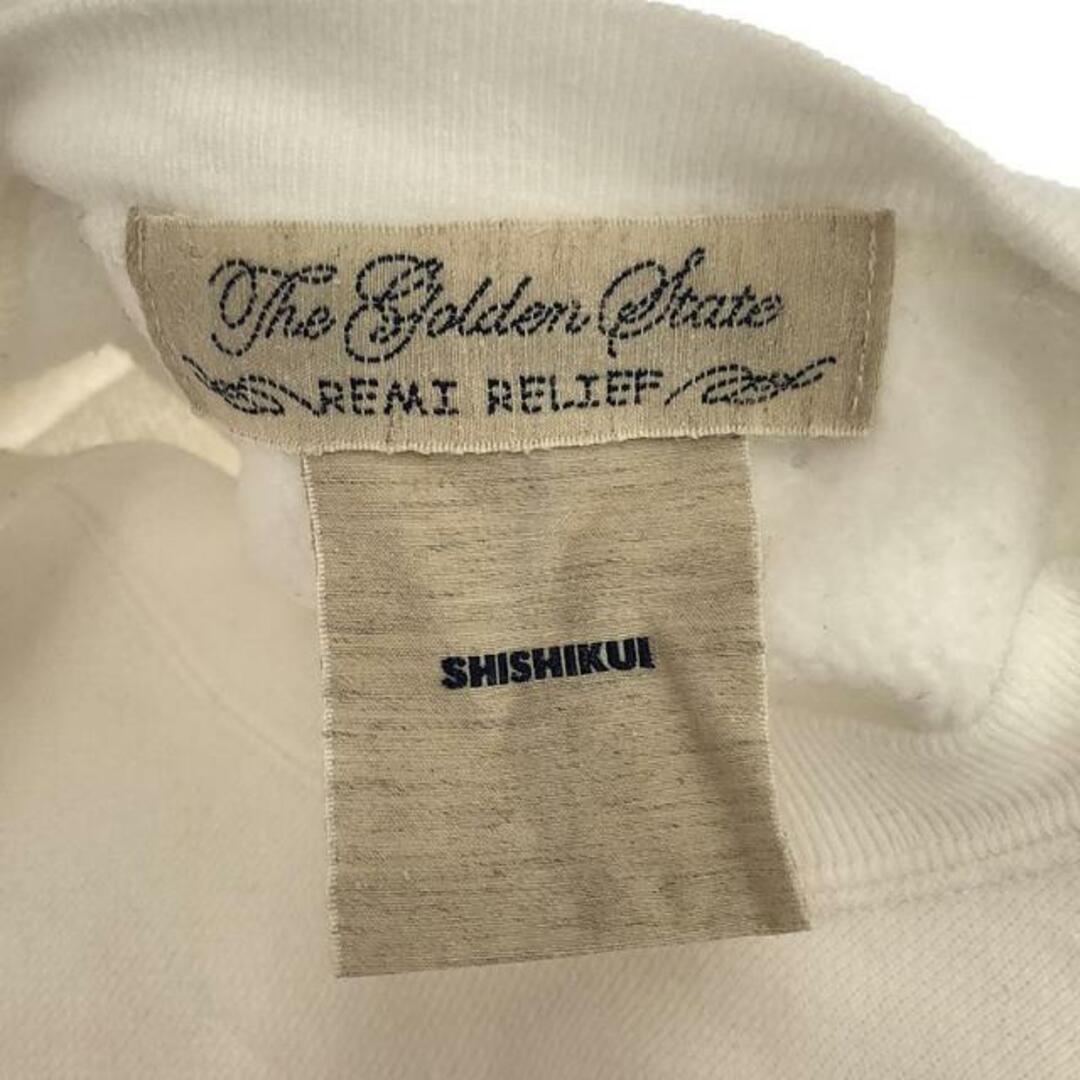 The Golden State
REMI RELIEF
SHISHIKUI